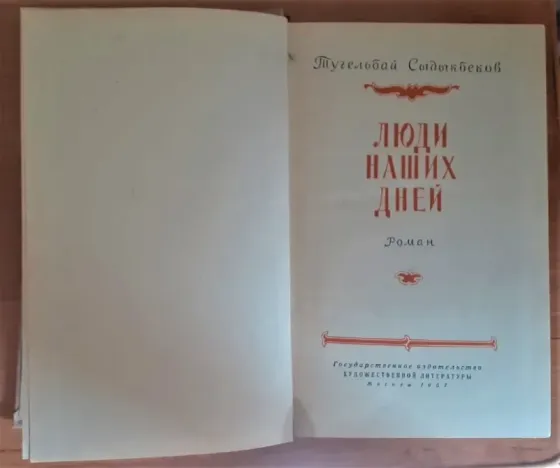 Тугельбай Сыдыкбеков
ЛЮДИ
НАШИХ
ДНЕЙ
Роман
Государственное издательство
ХУДОЖЕСТВЕННОЙ ЛИТЕРАТУРЫ
Москва